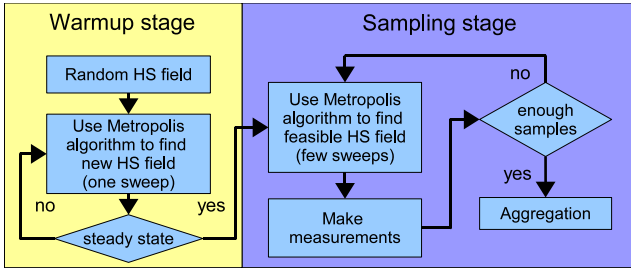 Warmup stage
Random HS field
Use Metropolis
algorithm to find
new HS field
(one sweep)
no
yes
steady state
Sampling stage
no
Use Metropolis
algorithm to find
feasible HS field
(few sweeps)
enough
samples
yes
Make
measurements
Aggregation